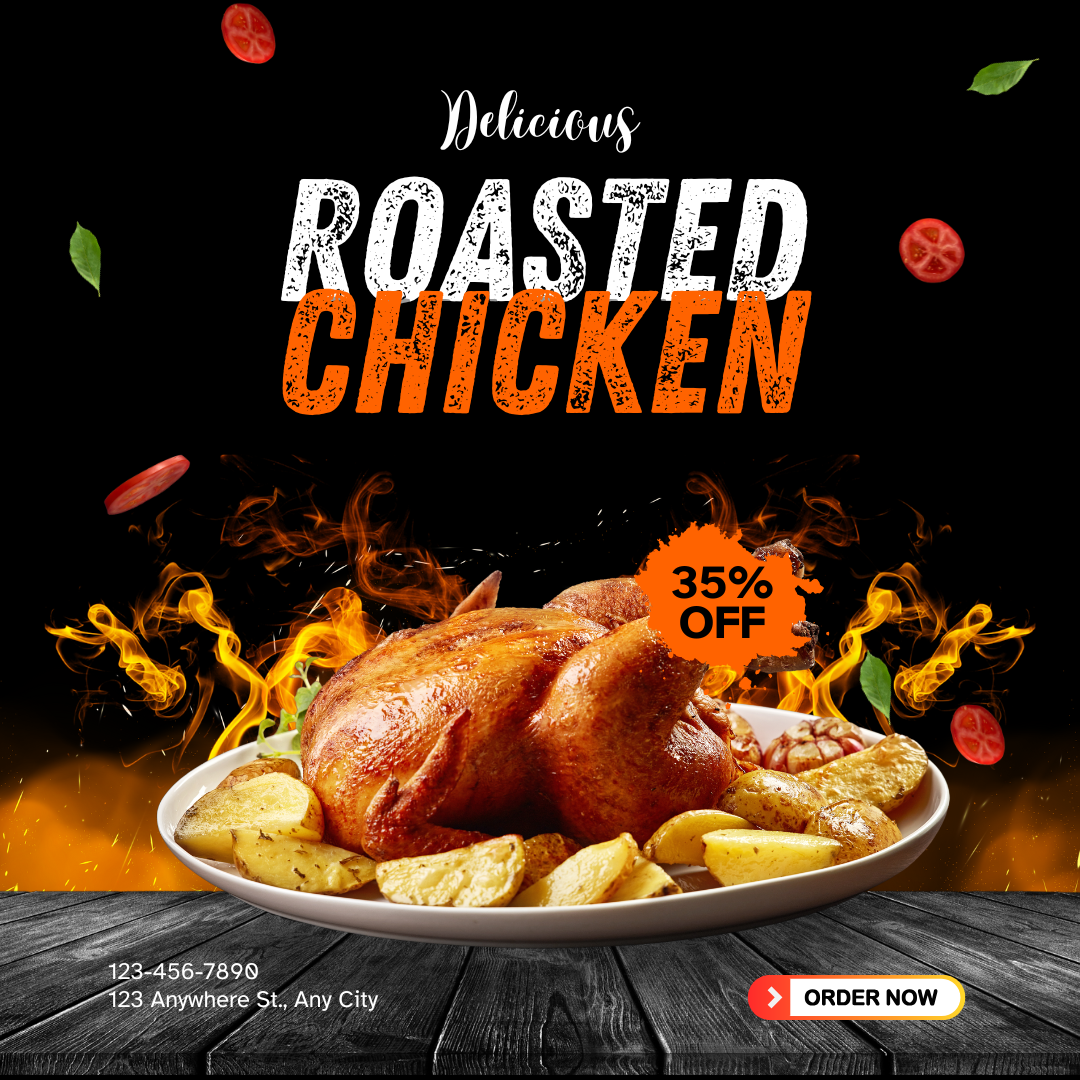 Delicious
ROASTED
CHICKEN
35%
OFF
123-456-7890
123 Anywhere St., Any City
ORDER NOW